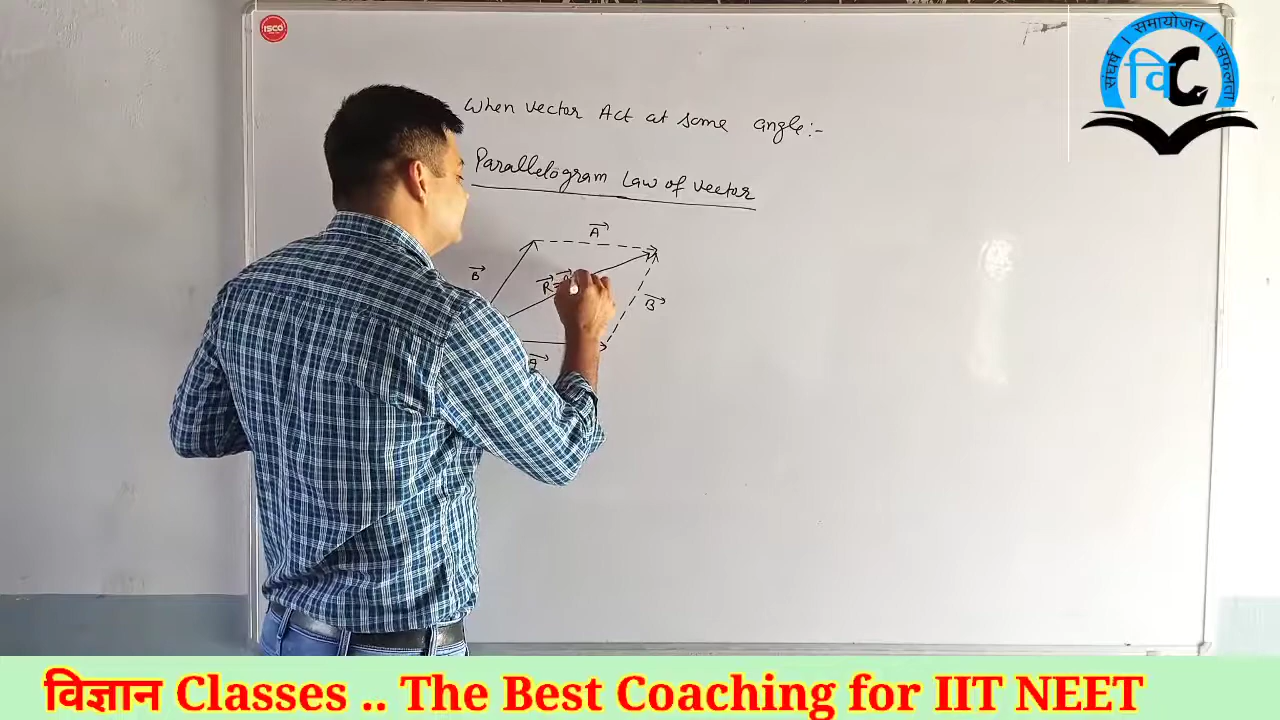 ISCO
संघर्ष । समायोजन । सफलता
वि C
When vector Act at some angle:-
Parallelogram Law of vector
A
B
R =
B
विज्ञान Classes .. The Best Coaching for IIT NEET